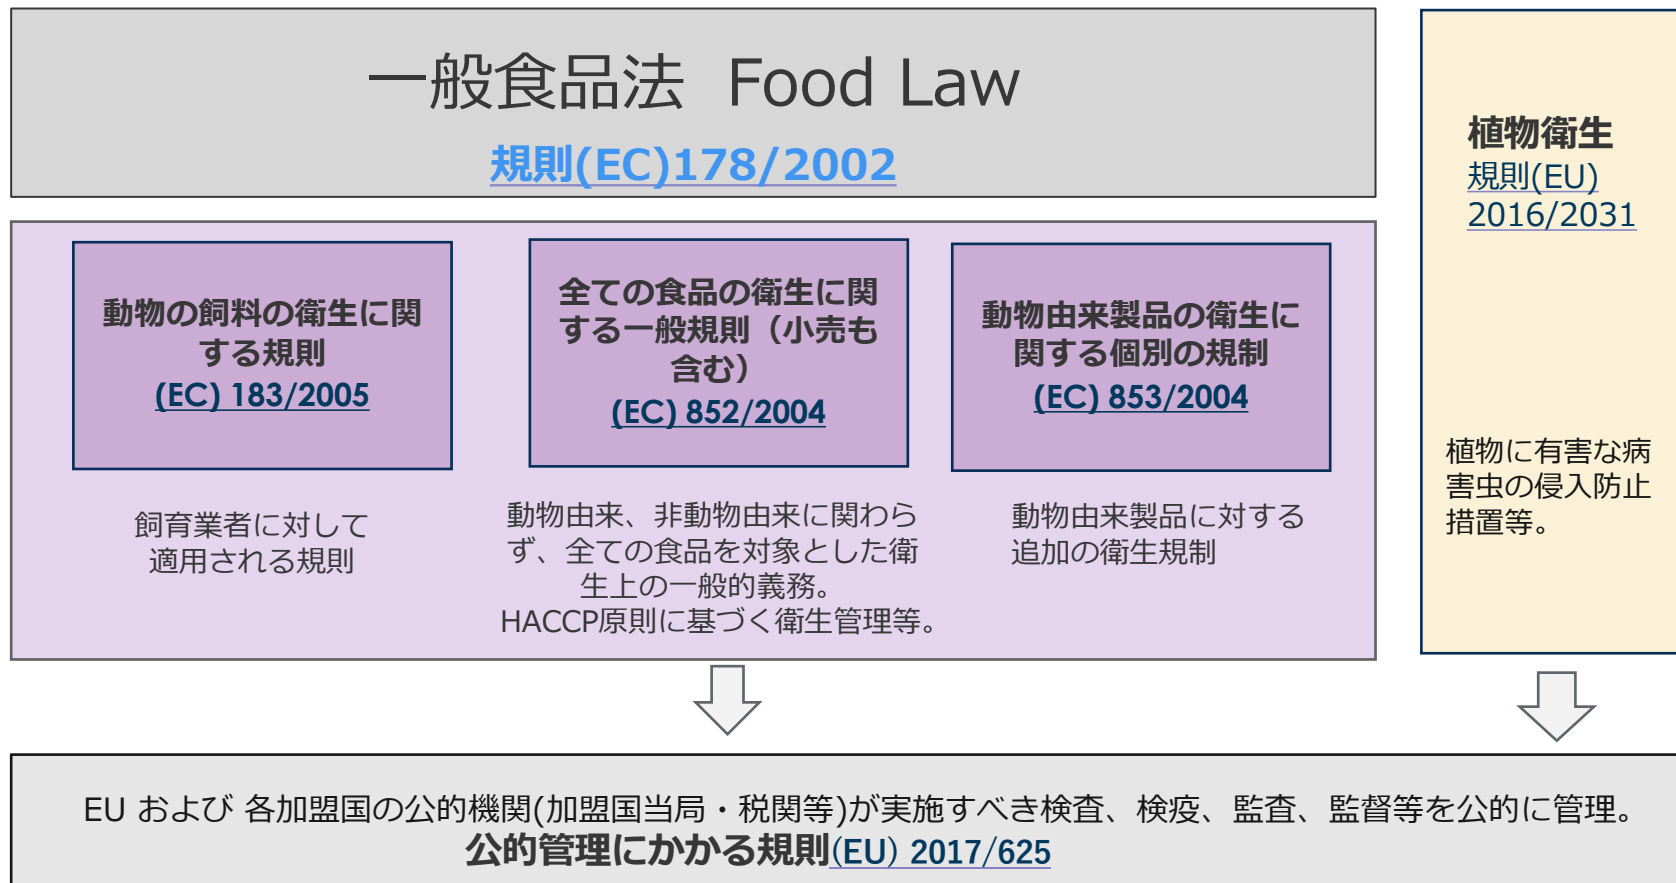 一般食品法 Food Law
規則(EC)178/2002
植物衛生
規則(EU)
2016/2031
植物に有害な病
害虫の侵入防止
措置等。
動物の飼料の衛生に関
する規則
(EC) 183/2005
飼育業者に対して
適用される規則
全ての食品の衛生に関
する一般規則（小売も
含む）
(EC) 852/2004
動物由来、非動物由来に関わら
ず、全ての食品を対象とした衛
生上の一般的義務。
HACCP原則に基づく衛生管理等。
動物由来製品の衛生に
関する個別の規制
(EC) 853/2004
動物由来製品に対する
追加の衛生規制
EU および 各加盟国の公的機関(加盟国当局・税関等)が実施すべき検査、検疫、監査、監督等を公的に管理。
公的管理にかかる規則(EU) 2017/625